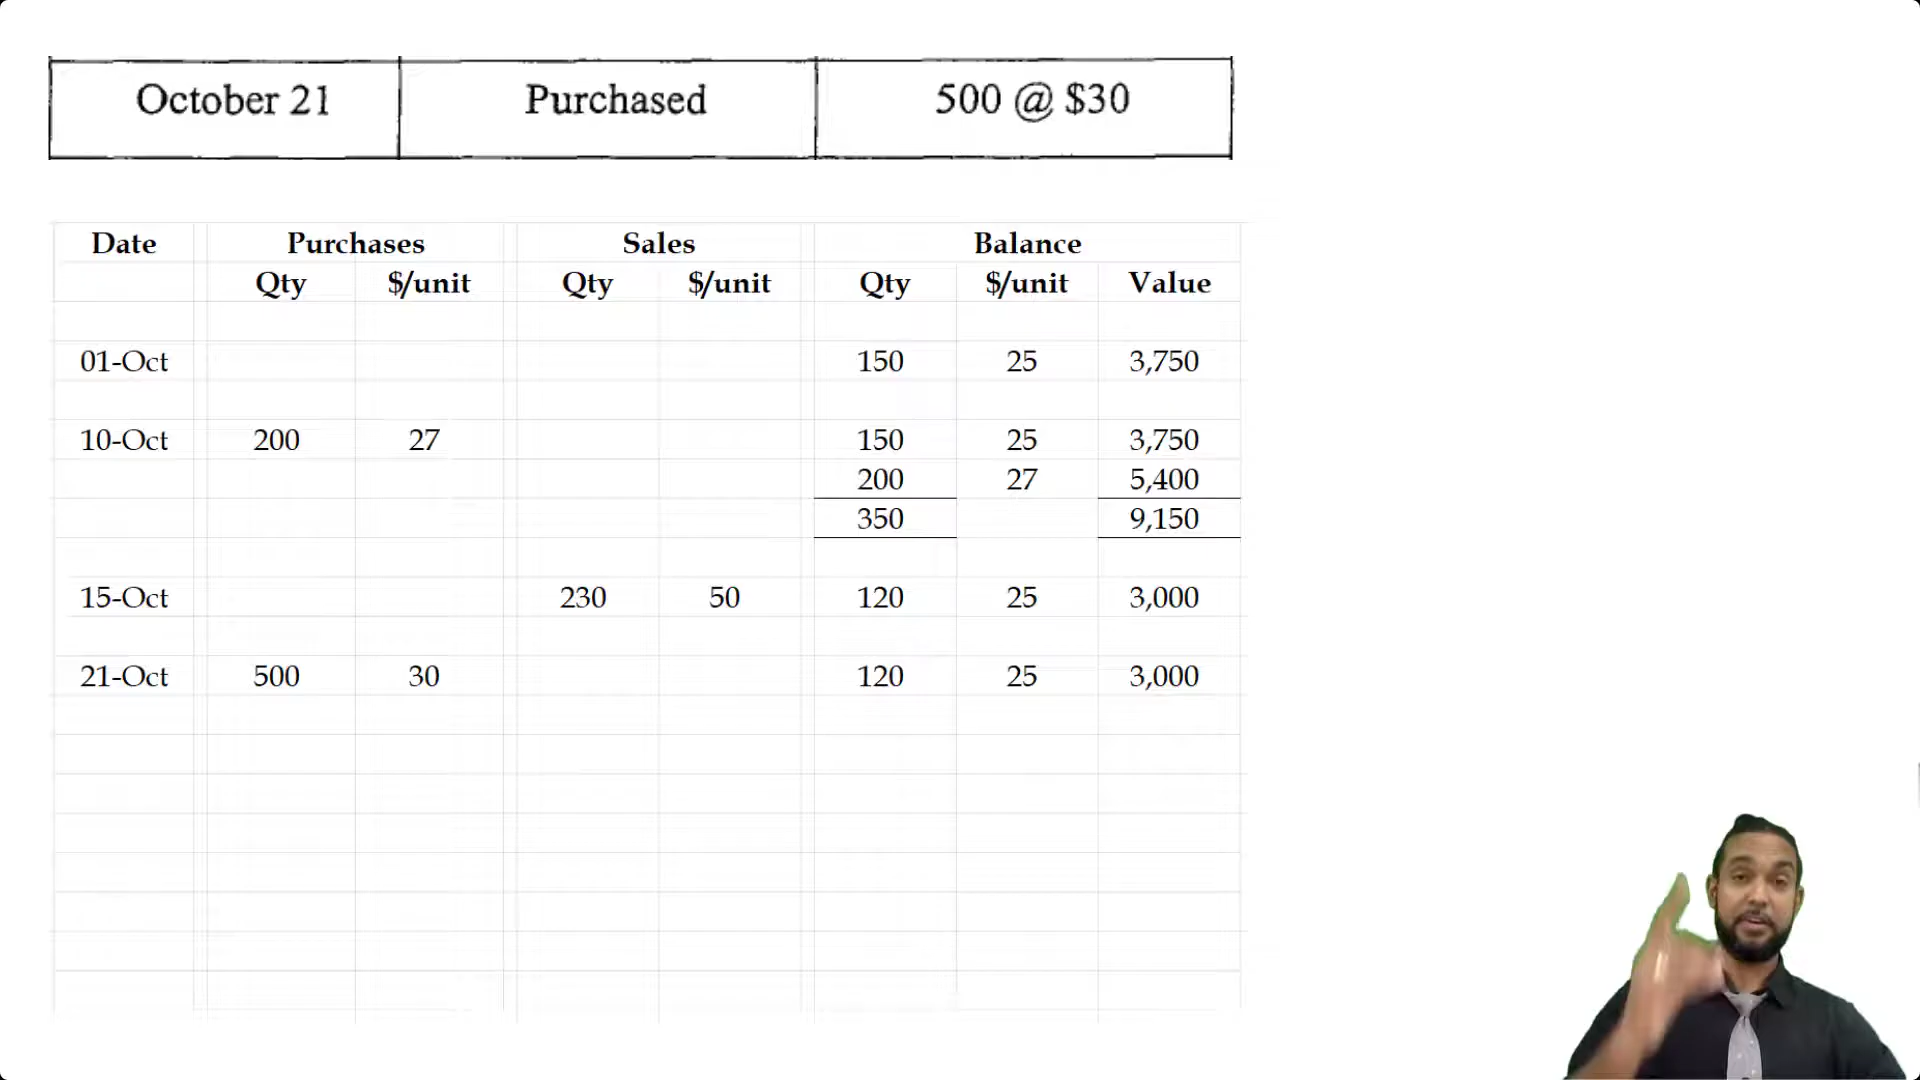 October 21 Purchased 500 @ $30
Date Purchases Sales Balance
Qty $/unit Qty $/unit Qty $/unit Value
01-Oct 150 25 3,750
10-Oct 200 27 150 25 3,750
200 27 5,400
350 9,150
15-Oct 230 50 120 25 3,000
21-Oct 500 30 120 25 3,000